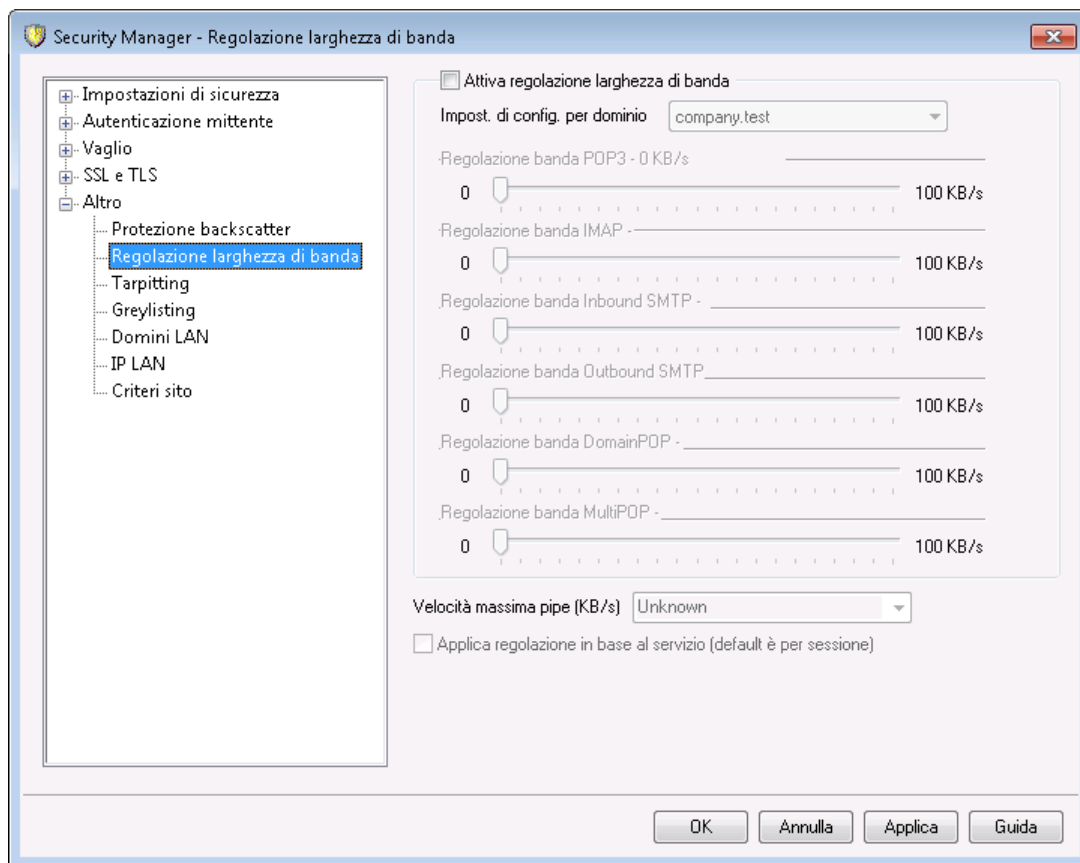 Security Manager - Regolazione larghezza di banda
Impostazioni di sicurezza
Autenticazione mittente
Vaglio
SSL e TLS
Altro
Protezione backscatter
Regolazione larghezza di banda
Tarpitting
Greylisting
Domini LAN
IP LAN
Criteri sito
Attiva regolazione larghezza di banda
Impost. di config. per dominio company.test
Regolazione banda POP3 - 0 KB/s
0 100 KB/s
Regolazione banda IMAP -
0 100 KB/s
Regolazione banda Inbound SMTP -
0 100 KB/s
Regolazione banda Outbound SMTP
0 100 KB/s
Regolazione banda DomainPOP -
0 100 KB/s
Regolazione banda MultiPOP -
0 100 KB/s
Velocità massima pipe (KB/s) Unknown
Applica regolazione in base al servizio (default è per sessione)
OK Annulla Applica Guida